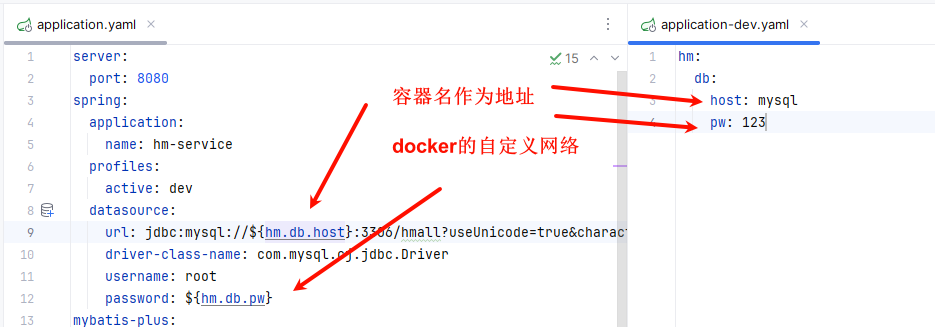 application.yaml
application-dev.yaml
15
1 server:
2 port: 8080
3 spring:
4 application:
5 name: hm-service
6 profiles:
7 active: dev
8 datasource:
9 url: jdbc:mysql://${hm.db.host}:3306/hmall?useUnicode=true&charact
10 driver-class-name: com.mysql.cj.jdbc.Driver
11 username: root
12 password: ${hm.db.pw}
13 mybatis-plus:
容器名作为地址
docker的自定义网络
1 hm:
2 db:
3 host: mysql
4 pw: 123